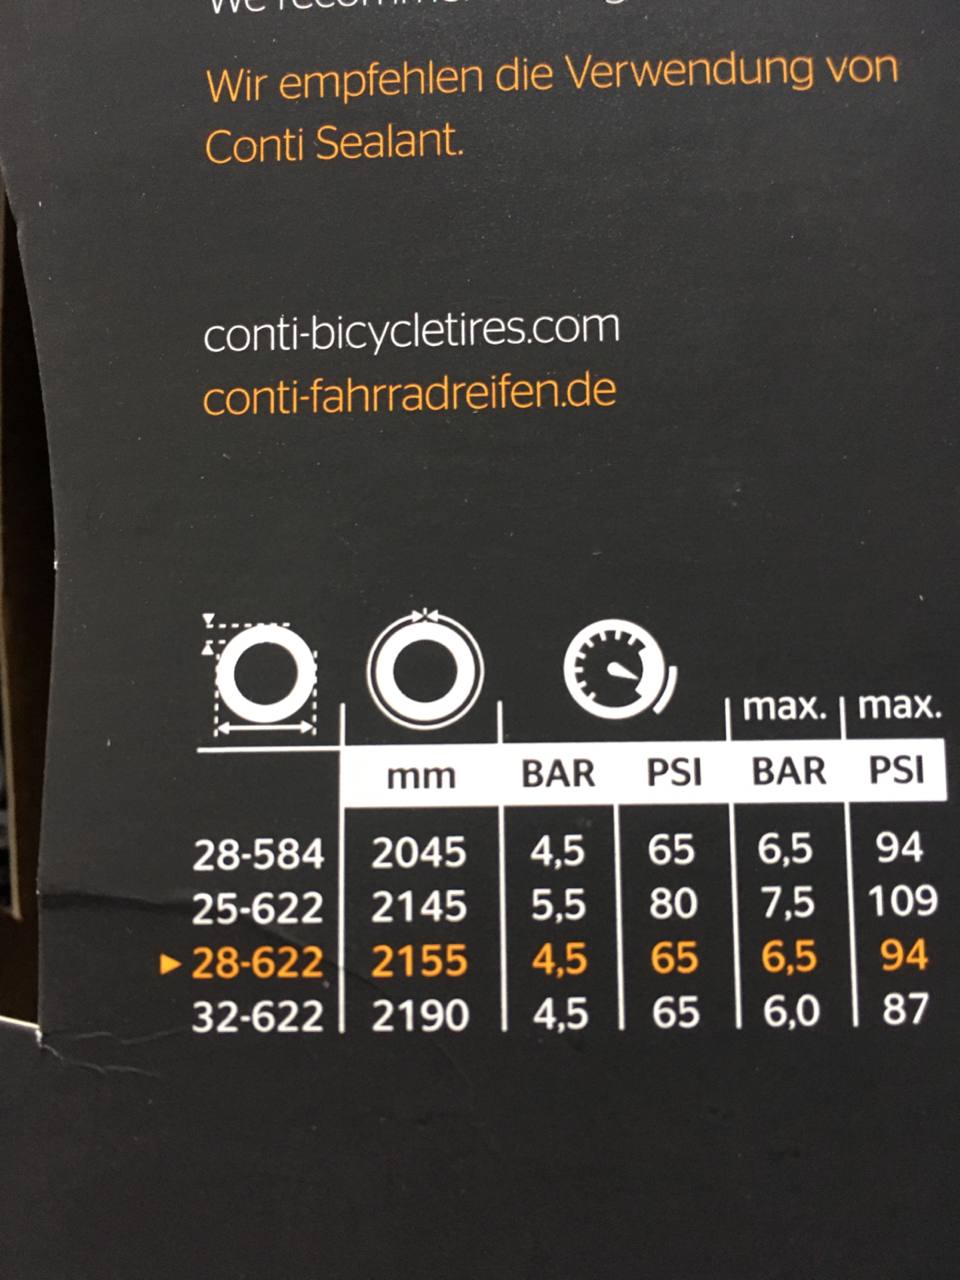 We recomme
Wir empfehlen die Verwendung von
Conti Sealant.
conti-bicycletires.com
conti-fahrradreifen.de
max. max.
mm BAR PSI BAR PSI
28-584 2045 4,5 65 6,5 94
25-622 2145 5,5 80 7,5 109
►28-622 2155 4,5 65 6,5 94
32-622 2190 4,5 65 6,0 87